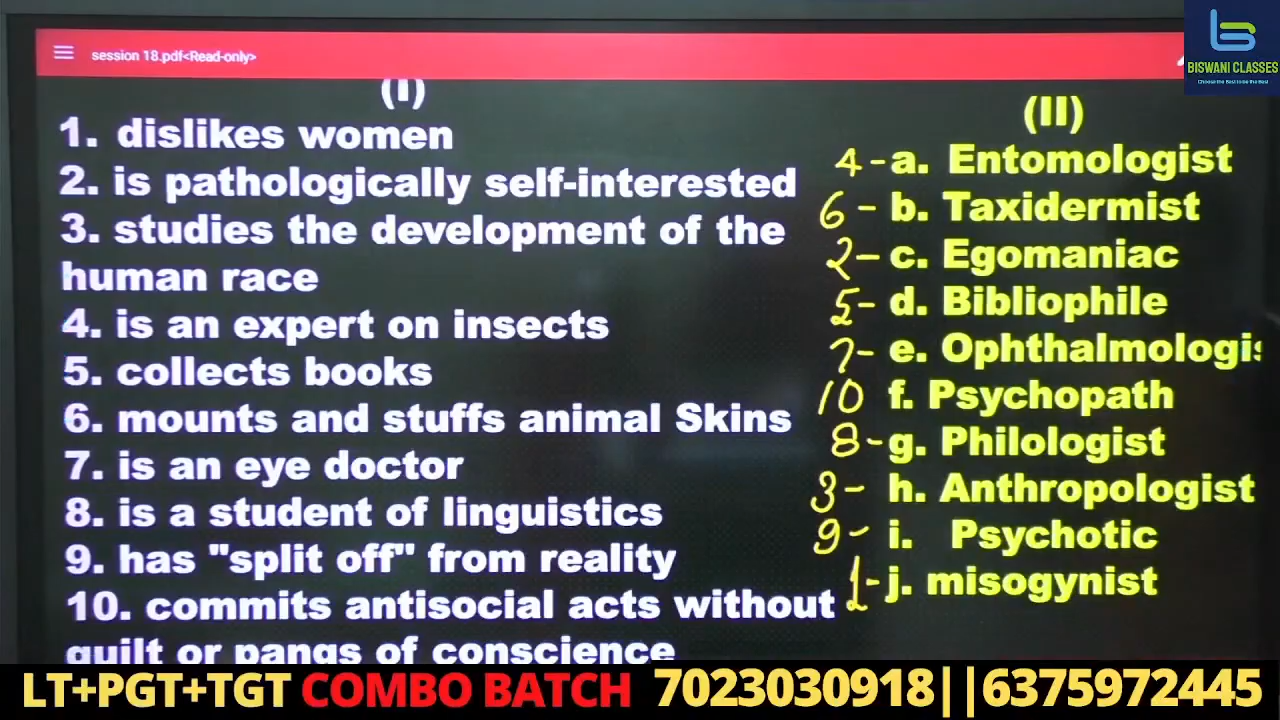 session 18.pdf<Read-only>
BISWANI CLASSES
(I)
1. dislikes women
2. is pathologically self-interested
3. studies the development of the
human race
4. is an expert on insects
5. collects books
6. mounts and stuffs animal Skins
7. is an eye doctor
8. is a student of linguistics
9. has "split off" from reality
10. commits antisocial acts without
guilt or pangs of conscience
(II)
4 - a. Entomologist
6 - b. Taxidermist
2 - c. Egomaniac
5 - d. Bibliophile
7 - e. Ophthalmologis
10 f. Psychopath
8 - g. Philologist
3 - h. Anthropologist
9 - i. Psychotic
1 - j. misogynist
LT+PGT+TGT COMBO BATCH 7023030918||6375972445